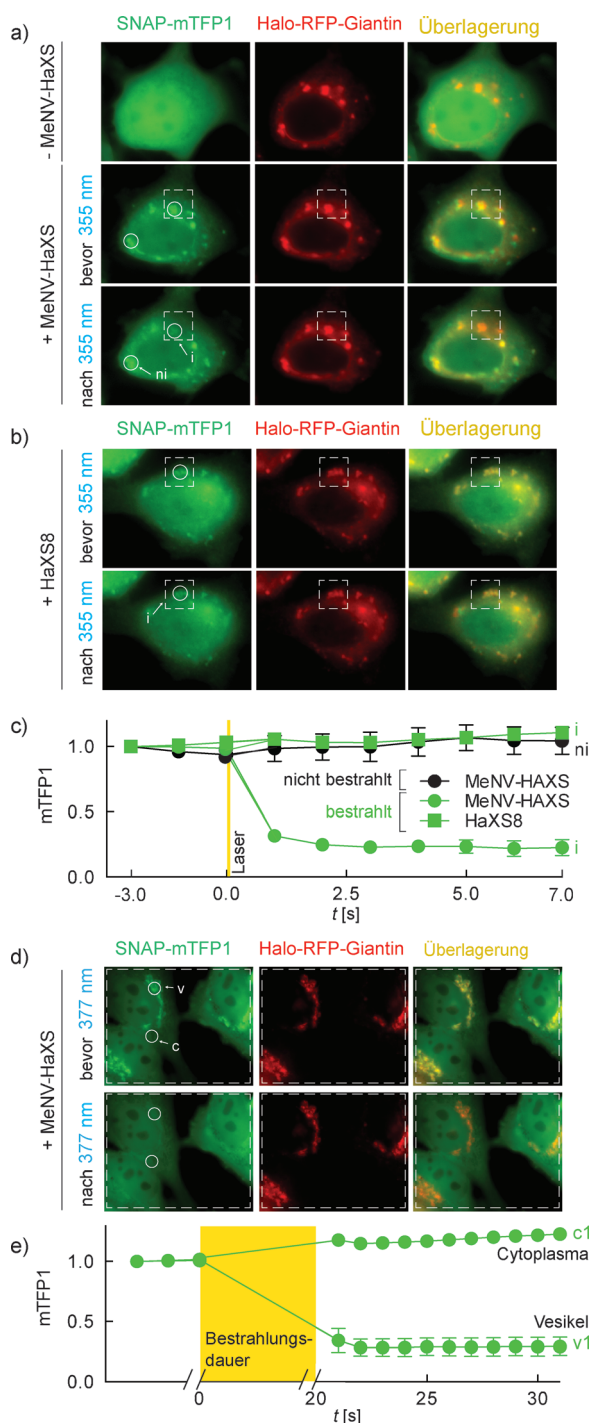 a)
SNAP-mTFP1 Halo-RFP-Giantin Überlagerung
- MeNV-HaXS
+ MeNV-HaXS
bevor 355 nm
nach 355 nm
i
ni
b)
SNAP-mTFP1 Halo-RFP-Giantin Überlagerung
+ HaXS8
bevor 355 nm
nach 355 nm
i
c)
mTFP1
1.0
0.5
0.0
i
ni
nicht bestrahlt
MeNV-HAXS
bestrahlt
MeNV-HAXS
HaXS8
i
Laser
-3.0 0.0 2.5 5.0 7.0
t [s]
d)
SNAP-mTFP1 Halo-RFP-Giantin Überlagerung
+ MeNV-HaXS
bevor 377 nm
v
c
nach 377 nm
e)
mTFP1
1.0
0.5
0.0
c1
Cytoplasma
Vesikel
v1
Bestrahlungs-
dauer
0 20 25 30
t [s]